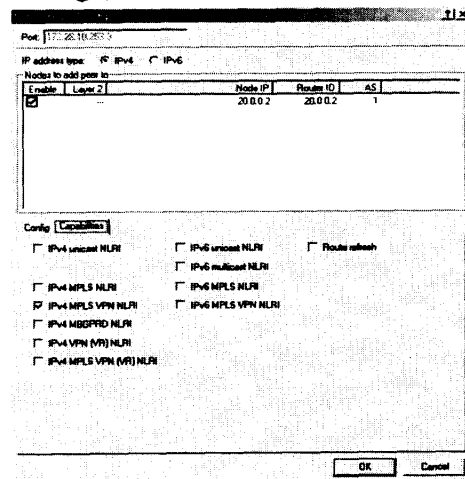 ? ×
Port:
IP address type: IPv4 IPv6
Nodes to add peer to
Enable Layer 2 Node IP Router ID AS
... 20.0.0.2 20.0.0.2 1
Config Capabilities
IPv4 unicast NLRI IPv6 unicast NLRI Route refresh
IPv6 multicast NLRI
IPv4 MPLS NLRI IPv6 MPLS NLRI
IPv4 MPLS VPN NLRI IPv6 MPLS VPN NLRI
IPv4 MBGPRD NLRI
IPv4 VPN (VR) NLRI
IPv4 MPLS VPN (VR) NLRI
OK Cancel